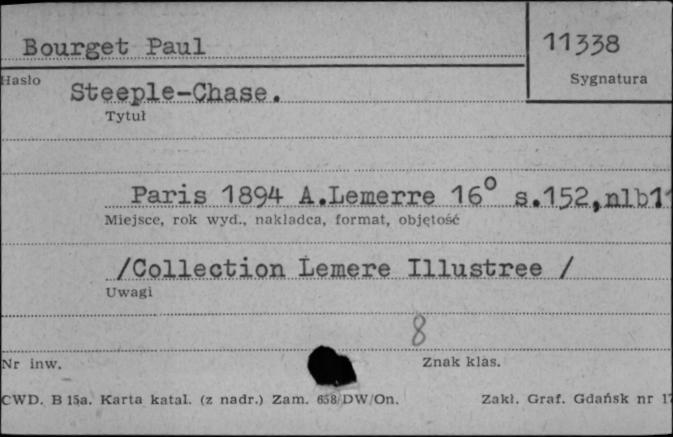 Bourget Paul 11338
Hasło Sygnatura
Steeple-Chase.
Tytuł
Paris 1894 A.Lemerre 16° s.152,nlb1
Miejsce, rok wyd., nakładca, format, objętość
/Collection Lemere Illustree /
Uwagi
8
Nr inw. Znak klas.
CWD. B 15a. Karta katal. (z nadr.) Zam. 658/DW/On. Zakł. Graf. Gdańsk nr 17